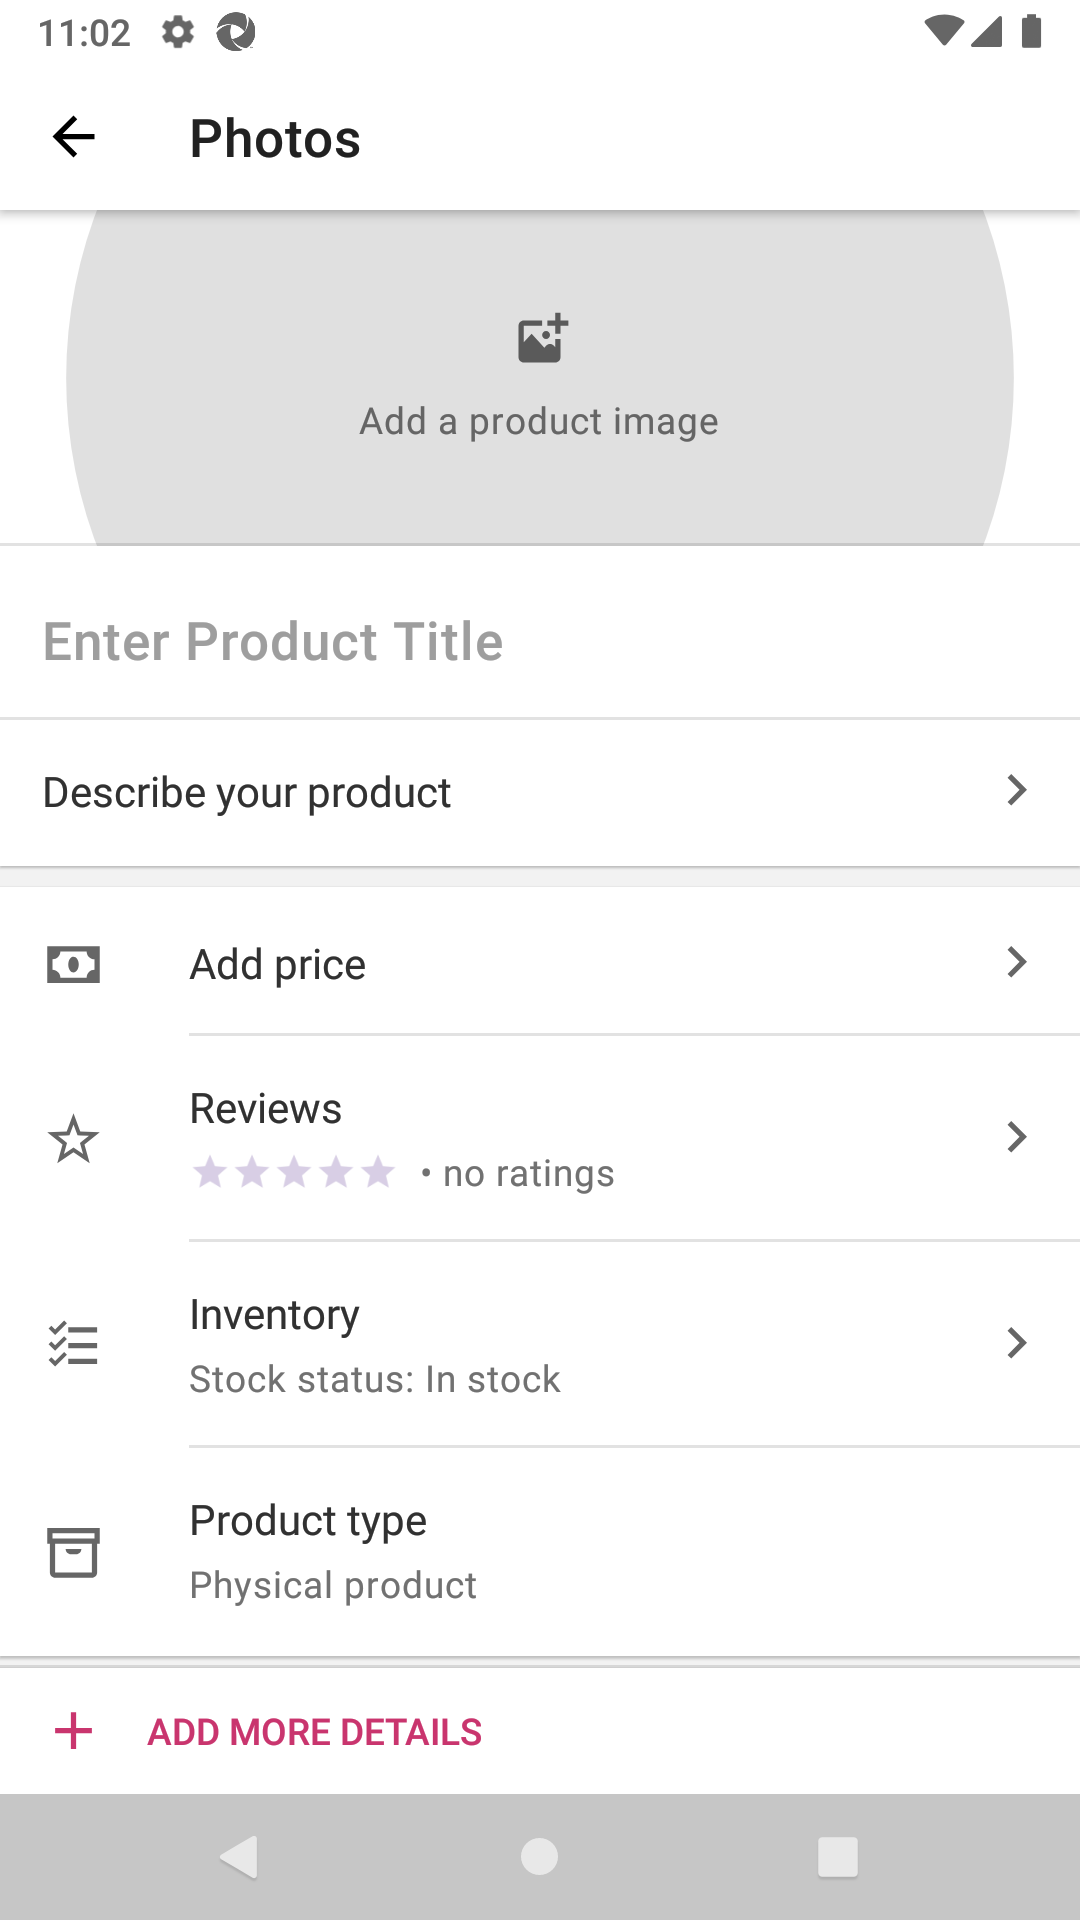 11:02
Photos
Add a product image
Enter Product Title
Describe your product
Add price
Reviews
• no ratings
Inventory
Stock status: In stock
Product type
Physical product
ADD MORE DETAILS